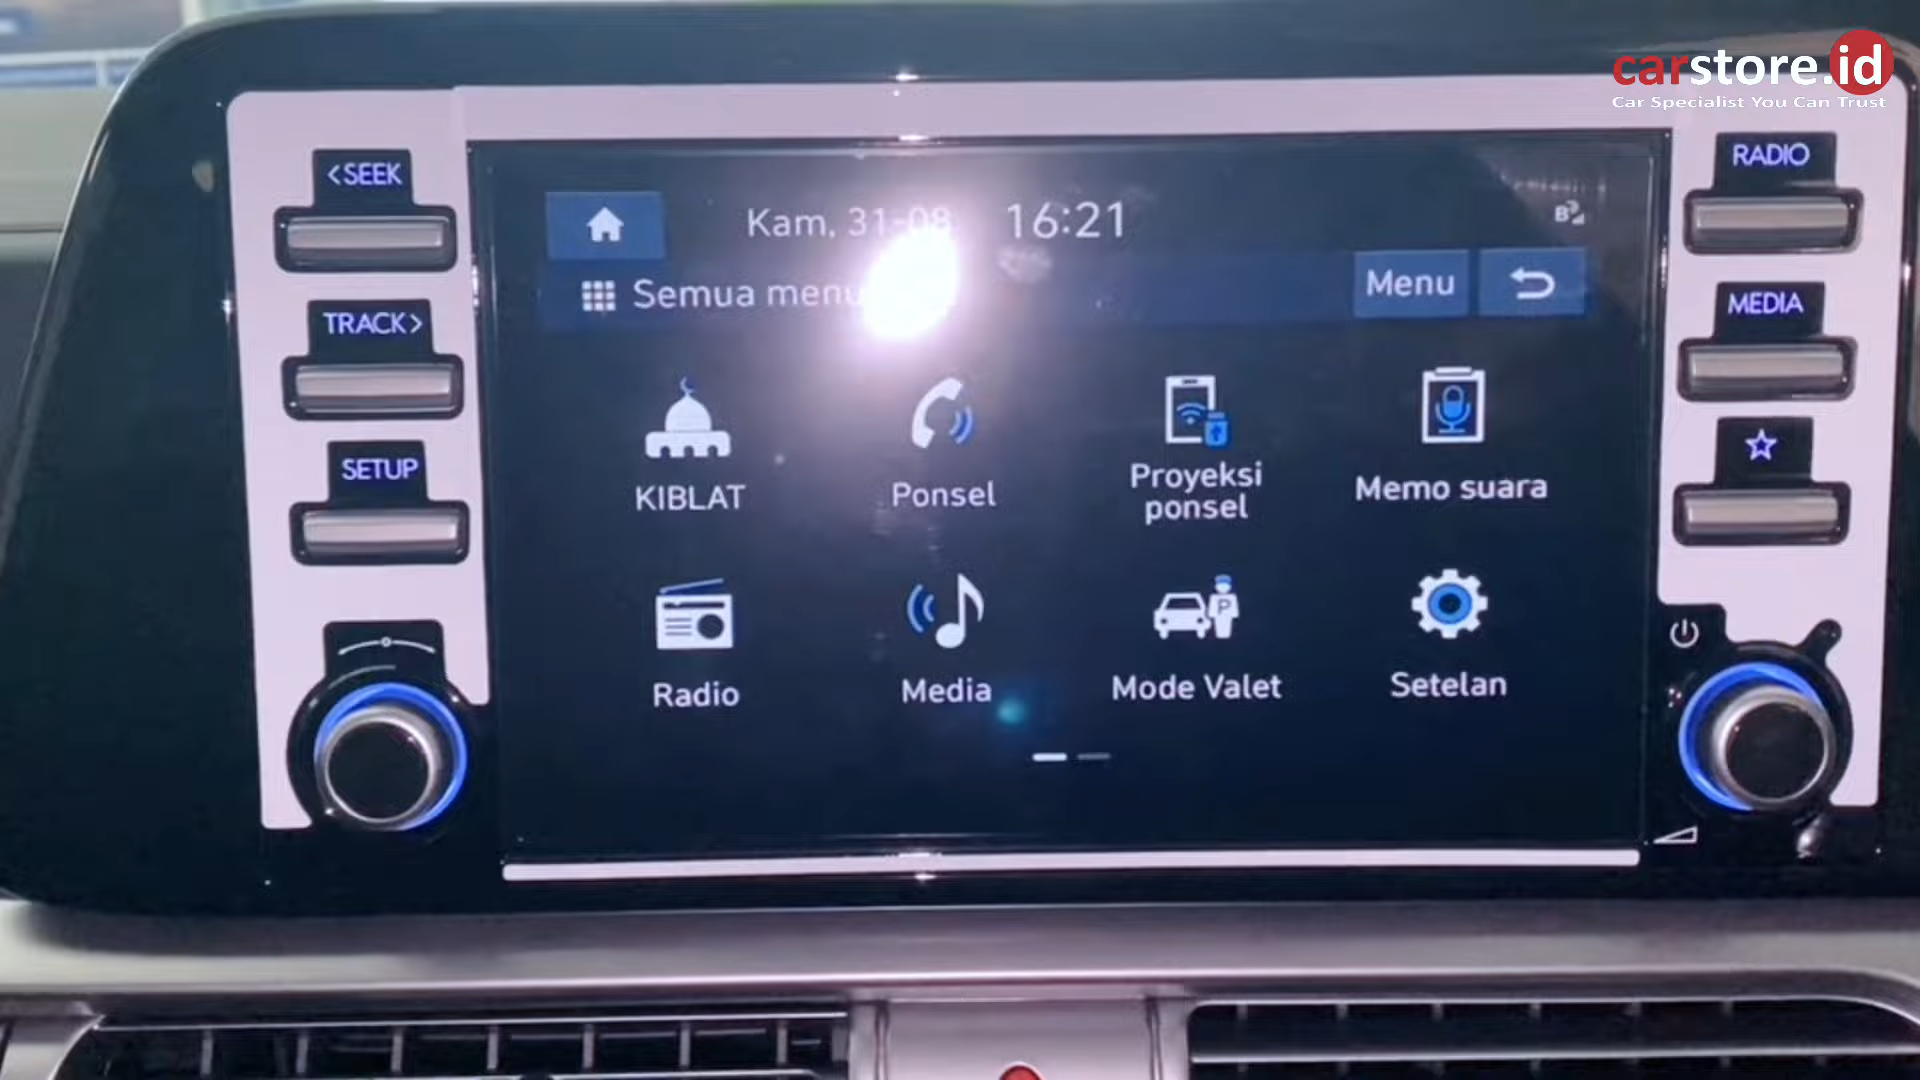 carstore.id
Car Specialist You Can Trust
<SEEK
TRACK>
SETUP
RADIO
MEDIA
Kam, 31-08 16:21
Semua menu
Menu
KIBLAT
Ponsel
Proyeksi
ponsel
Memo suara
Radio
Media
P
Mode Valet
Setelan